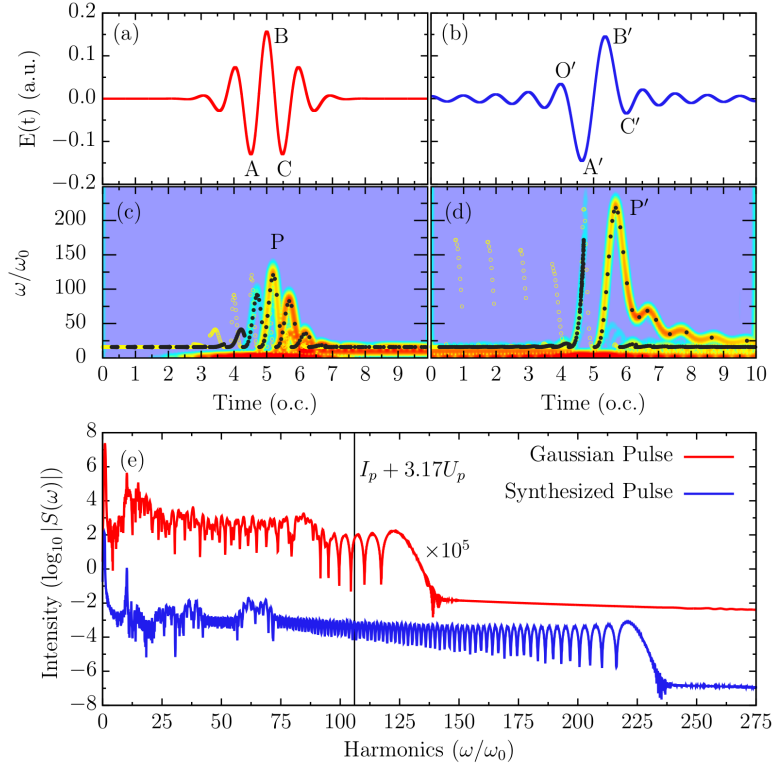 (a)
B
A
C
E(t) (a.u.)
0.2
0.1
0.0
−0.1
−0.2
(b)
B′
O′
C′
A′
(c)
P
ω/ω₀
200
150
100
50
25
0
0 1 2 3 4 5 6 7 8 9
Time (o.c.)
(d)
P′
0 1 2 3 4 5 6 7 8 9 10
Time (o.c.)
(e)
Iₚ + 3.17Uₚ
Gaussian Pulse
Synthesized Pulse
×10⁵
Intensity (log₁₀ |S(ω)|)
8
6
4
2
0
−2
−4
−6
−8
0 25 50 75 100 125 150 175 200 225 250 275
Harmonics (ω/ω₀)